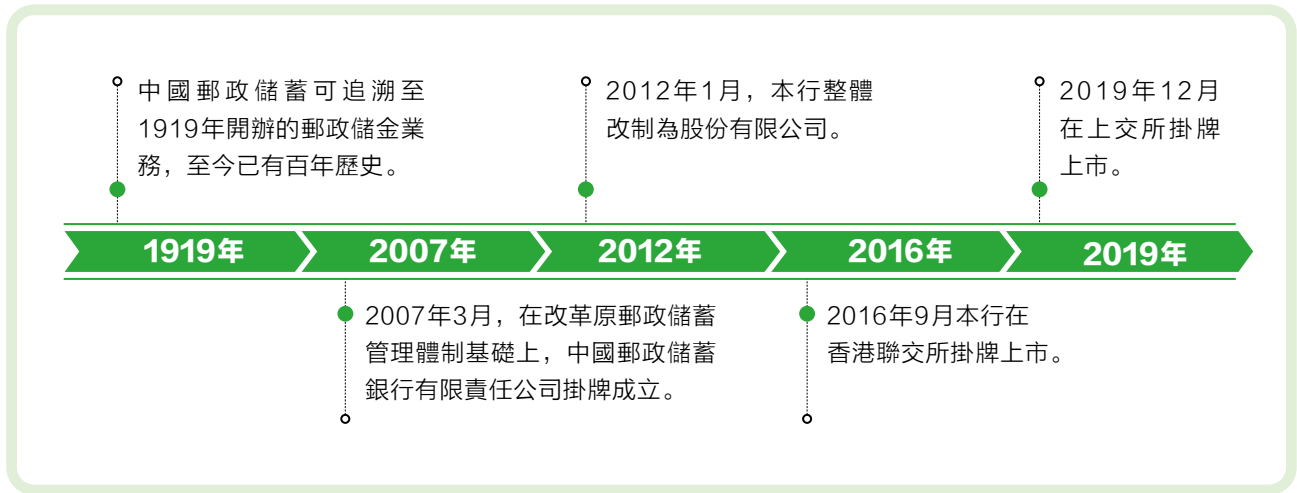 中國郵政儲蓄可追溯至
1919年開辦的郵政儲金業
務，至今已有百年歷史。
2012年1月，本行整體
改制為股份有限公司。
2019年12月
在上交所掛牌
上市。
1919年
2007年
2012年
2016年
2019年
2007年3月，在改革原郵政儲蓄
管理體制基礎上，中國郵政儲蓄
銀行有限責任公司掛牌成立。
2016年9月本行在
香港聯交所掛牌上市。